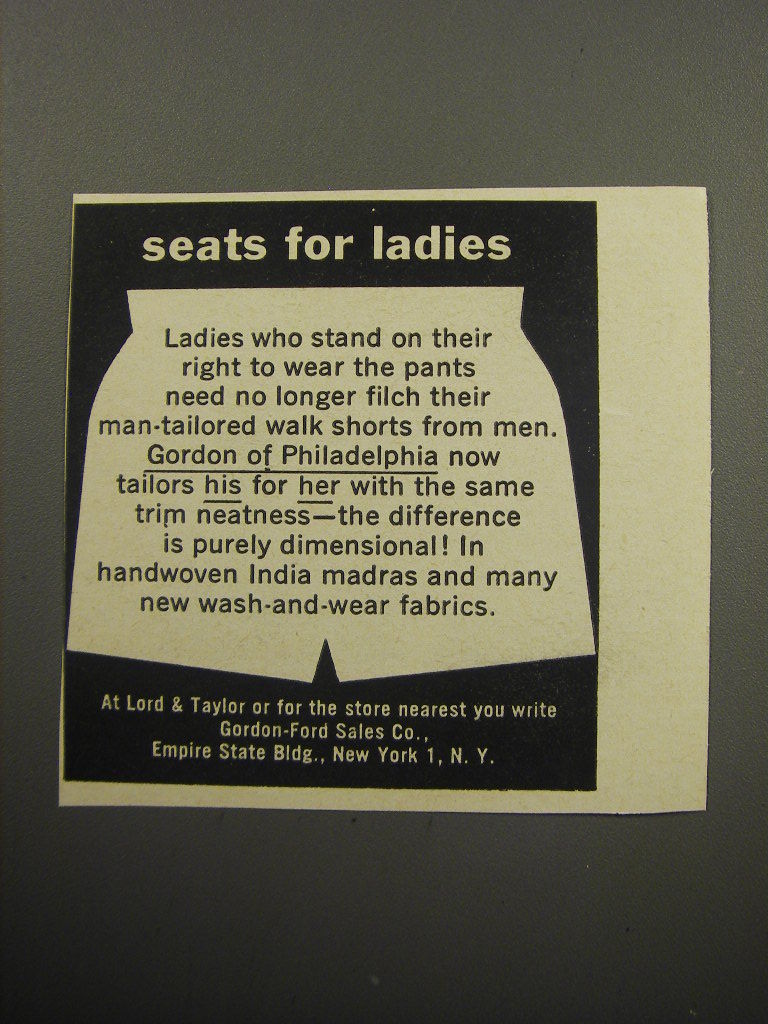 seats for ladies
Ladies who stand on their
right to wear the pants
need no longer filch their
man-tailored walk shorts from men.
Gordon of Philadelphia now
tailors his for her with the same
trim neatness—the difference
is purely dimensional! In
handwoven India madras and many
new wash-and-wear fabrics.
At Lord & Taylor or for the store nearest you write
Gordon-Ford Sales Co.,
Empire State Bldg., New York 1, N. Y.